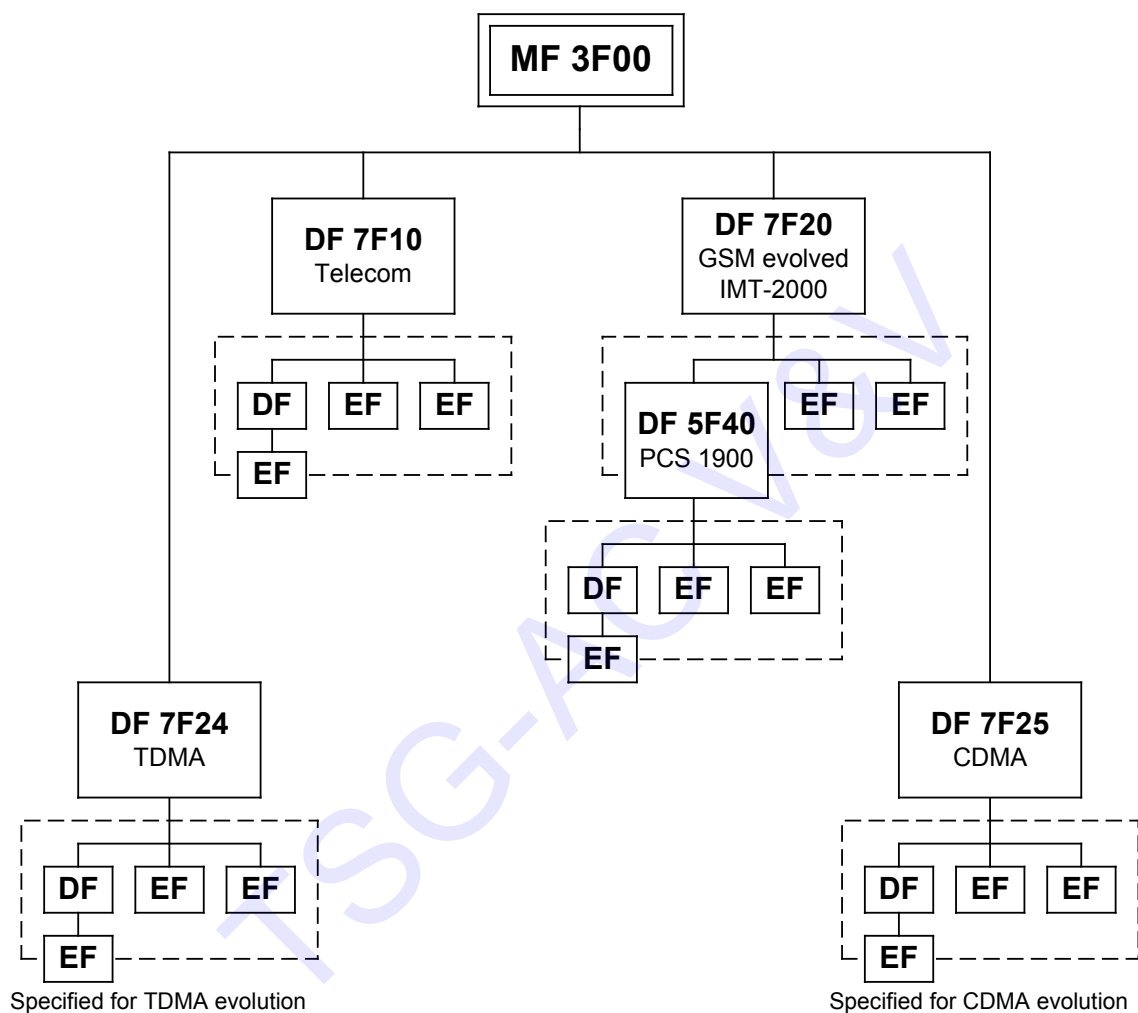 MF 3F00
DF 7F10
Telecom
DF 7F20
GSM evolved
IMT-2000
DF EF EF
EF
DF 5F40
PCS 1900
EF EF
DF EF EF
EF
DF 7F24
TDMA
DF 7F25
CDMA
DF EF EF
EF
DF EF EF
EF
Specified for TDMA evolution
Specified for CDMA evolution
TSG-AC V&V